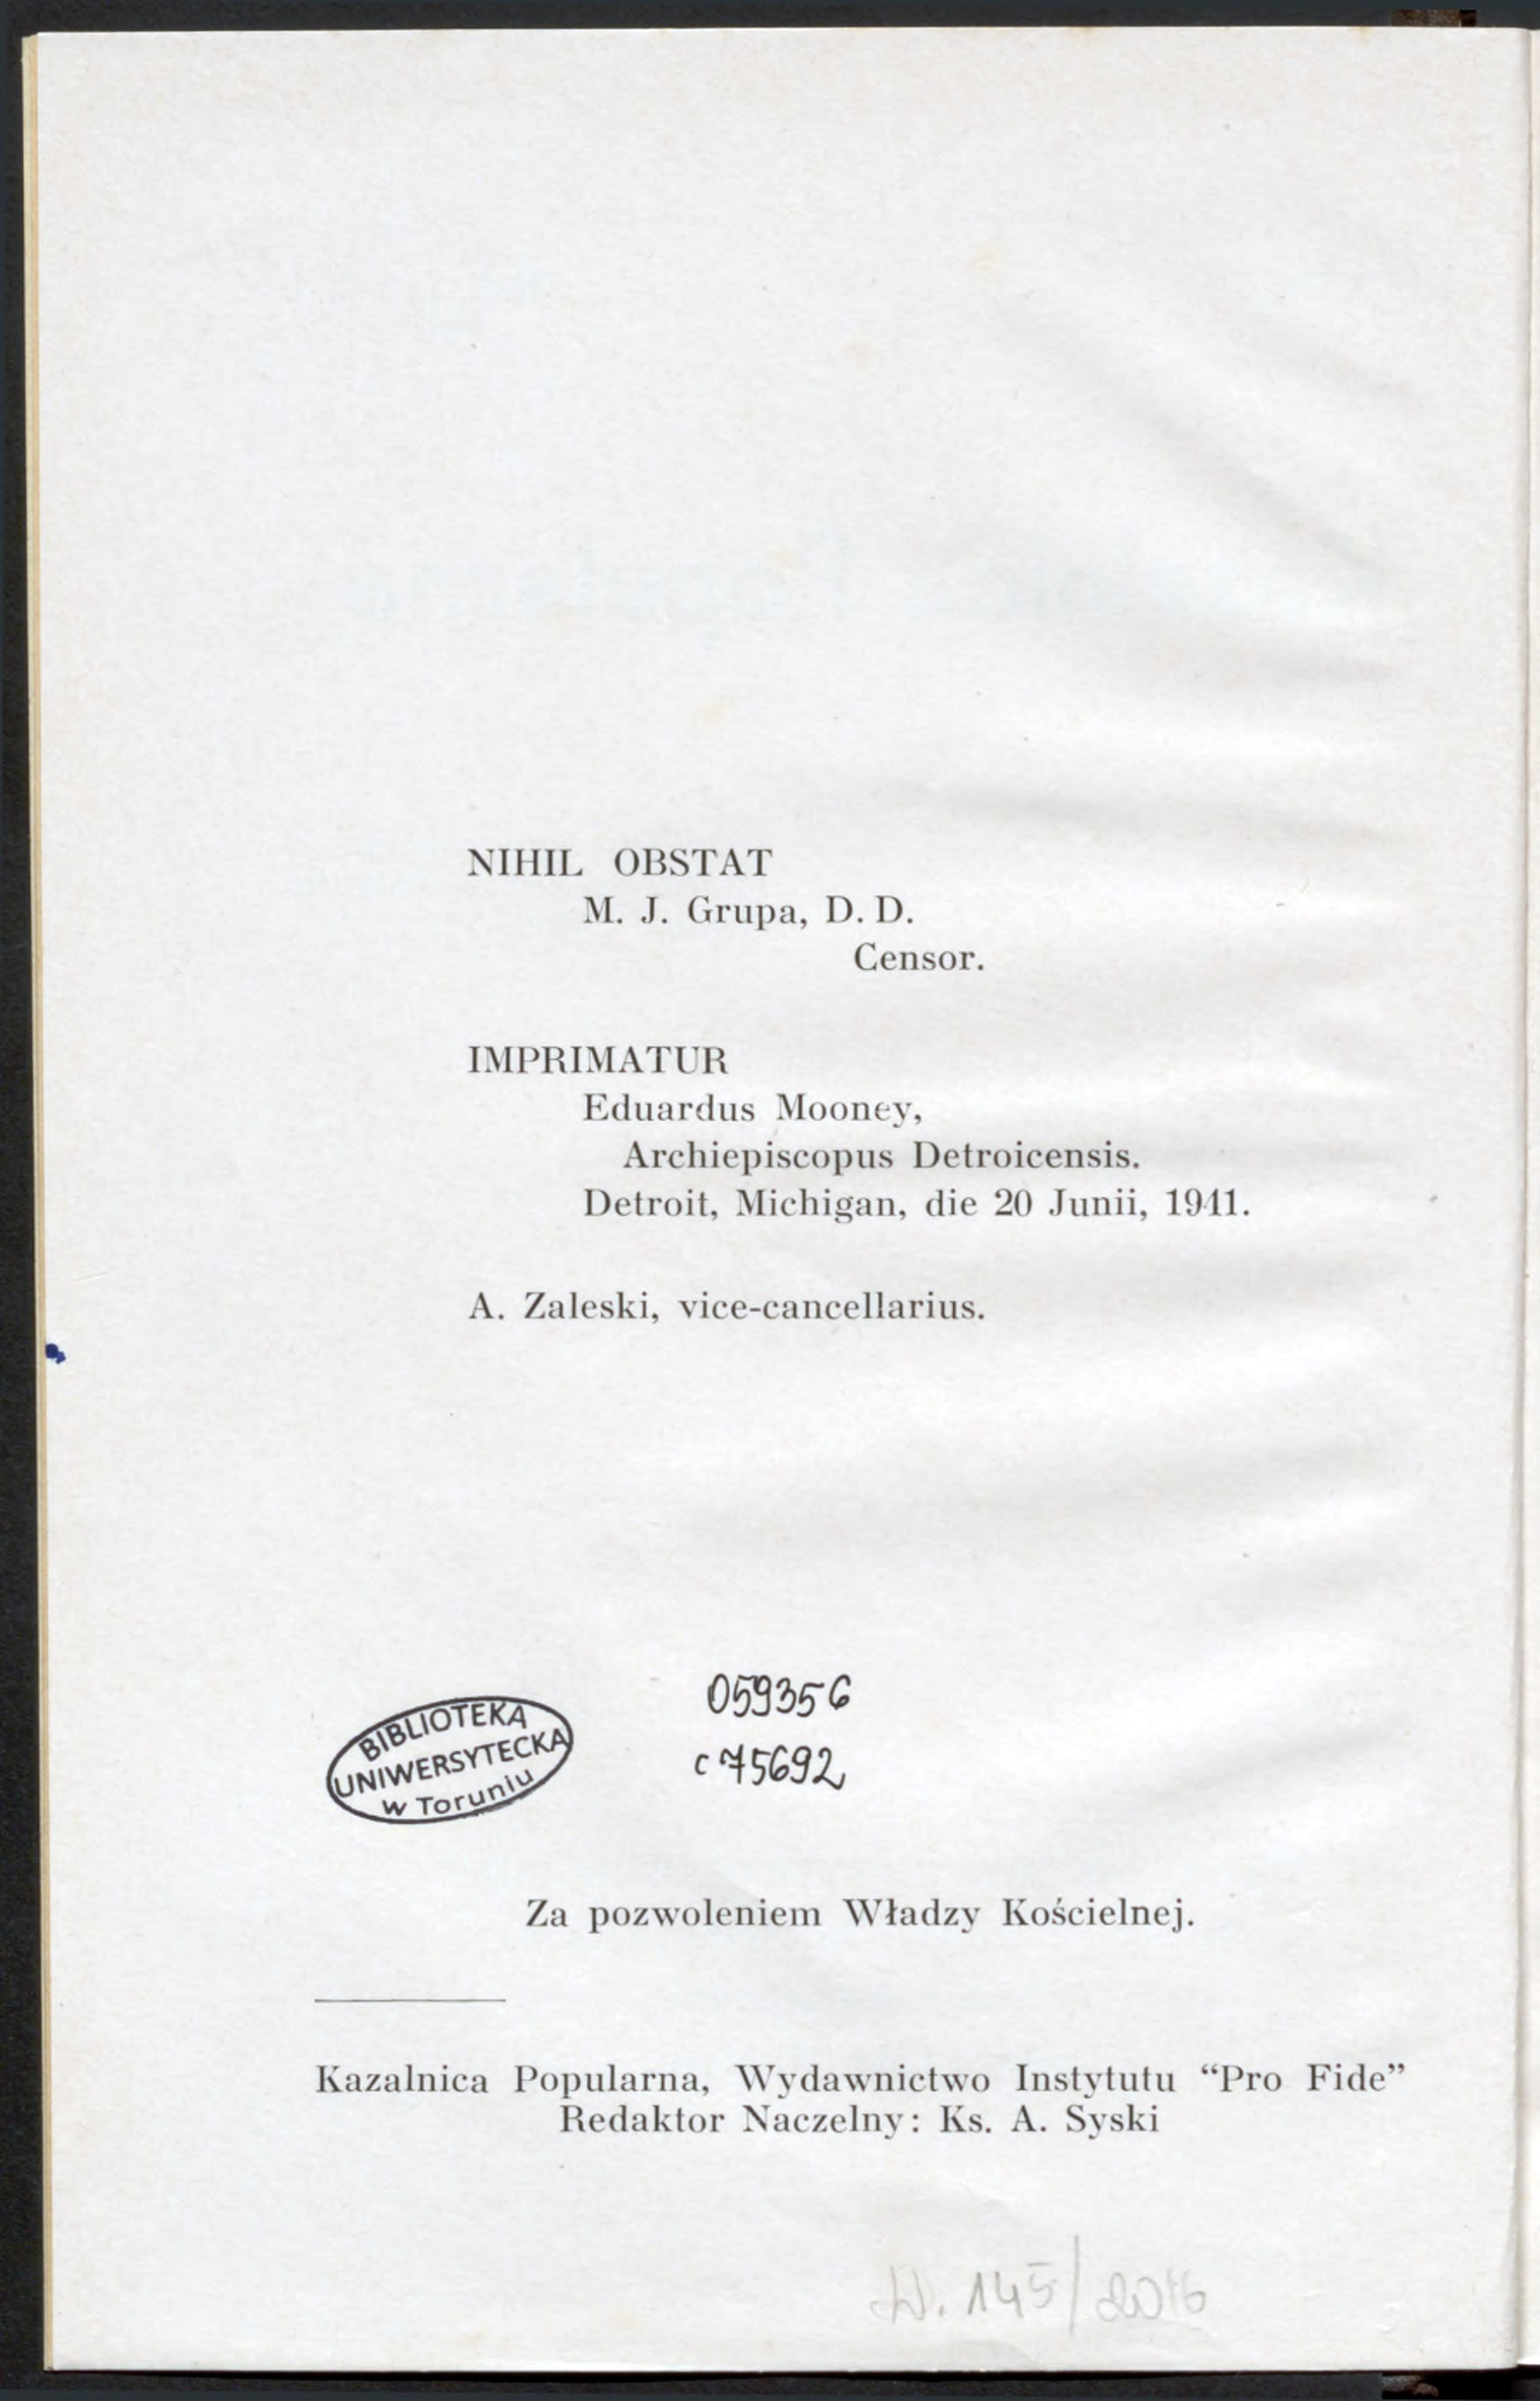 NIHIL OBSTAT
M. J. Grupa, D. D.
Censor.
IMPRIMATUR
Eduardus Mooney,
Archiepiscopus Detroicensis.
Detroit, Michigan, die 20 Junii, 1941.
A. Zaleski, vice-cancellarius.
059356
c 75692
BIBLIOTEKA
UNIWERSYTECKA
w Toruniu
Za pozwoleniem Władzy Kościelnej.
Kazalnica Popularna, Wydawnictwo Instytutu “Pro Fide”
Redaktor Naczelny: Ks. A. Syski
145/2016